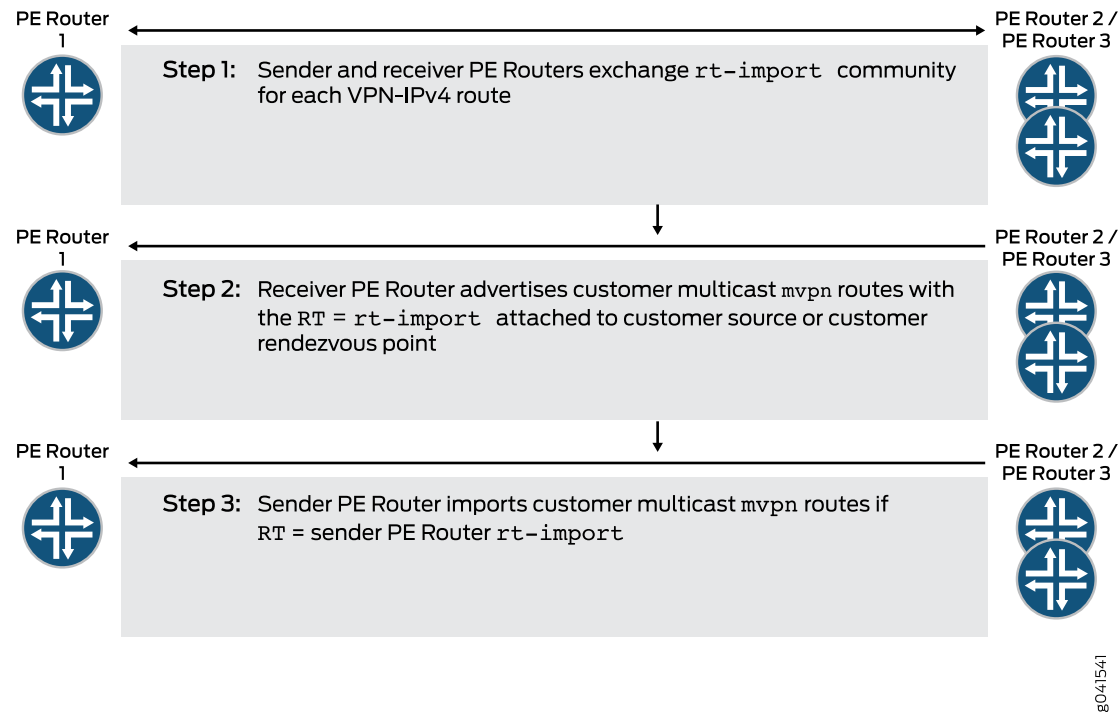 PE Router
1
PE Router 2 /
PE Router 3
Step 1: Sender and receiver PE Routers exchange rt-import community
for each VPN-IPv4 route
PE Router
1
PE Router 2 /
PE Router 3
Step 2: Receiver PE Router advertises customer multicast mvpn routes with
the RT = rt-import attached to customer source or customer
rendezvous point
PE Router
1
PE Router 2 /
PE Router 3
Step 3: Sender PE Router imports customer multicast mvpn routes if
RT = sender PE Router rt-import
g041541